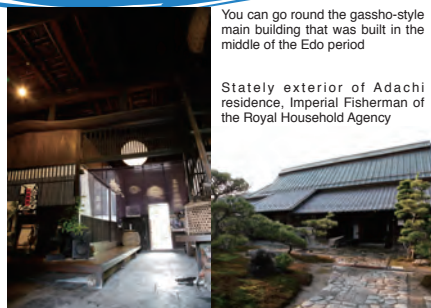 You can go round the gassho-style
main building that was built in the
middle of the Edo period
Stately exterior of Adachi
residence, Imperial Fisherman of
the Royal Household Agency